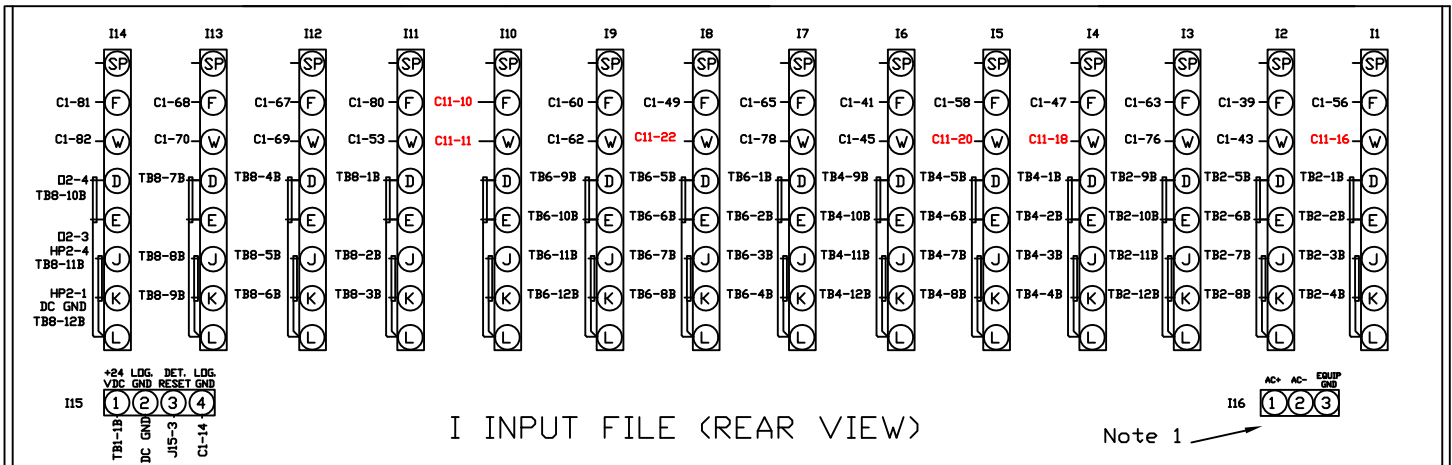 I14 I13 I12 I11 I10 I9 I8 I7 I6 I5 I4 I3 I2 I1
SP SP SP SP SP SP SP SP SP SP SP SP SP SP
C1-81 F C1-68 F C1-67 F C1-80 F C11-10 F C1-60 F C1-49 F C1-65 F C1-41 F C1-58 F C1-47 F C1-63 F C1-39 F C1-56 F
C1-82 W C1-70 W C1-69 W C1-53 W C11-11 W C1-62 W C11-22 W C1-78 W C1-45 W C11-20 W C11-18 W C1-76 W C1-43 W C11-16 W
O2-4 D TB8-7B D TB8-4B D TB8-1B D D TB6-9B D TB6-5B D TB6-1B D TB4-9B D TB4-5B D TB4-1B D TB2-9B D TB2-5B D TB2-1B D
TB8-10B
E E E E E TB6-10B E TB6-6B E TB6-2B E TB4-10B E TB4-6B E TB4-2B E TB2-10B E TB2-6B E TB2-2B E
O2-3
HP2-4 J TB8-8B J TB8-5B J TB8-2B J J TB6-11B J TB6-7B J TB6-3B J TB4-11B J TB4-7B J TB4-3B J TB2-11B J TB2-7B J TB2-3B J
TB8-11B
HP2-1 K TB8-9B K TB8-6B K TB8-3B K K TB6-12B K TB6-8B K TB6-4B K TB4-12B K TB4-8B K TB4-4B K TB2-12B K TB2-8B K TB2-4B K
DC GND
TB8-12B
L L L L L L L L L L L L L L
+24 LOG. DET. LOG.
VDC GND RESET GND
I15 1 2 3 4
TB1-1B
DC GND
J15-3
C1-14
I INPUT FILE (REAR VIEW)
AC+ AC- EQUIP
GND
I16 1 2 3
Note 1